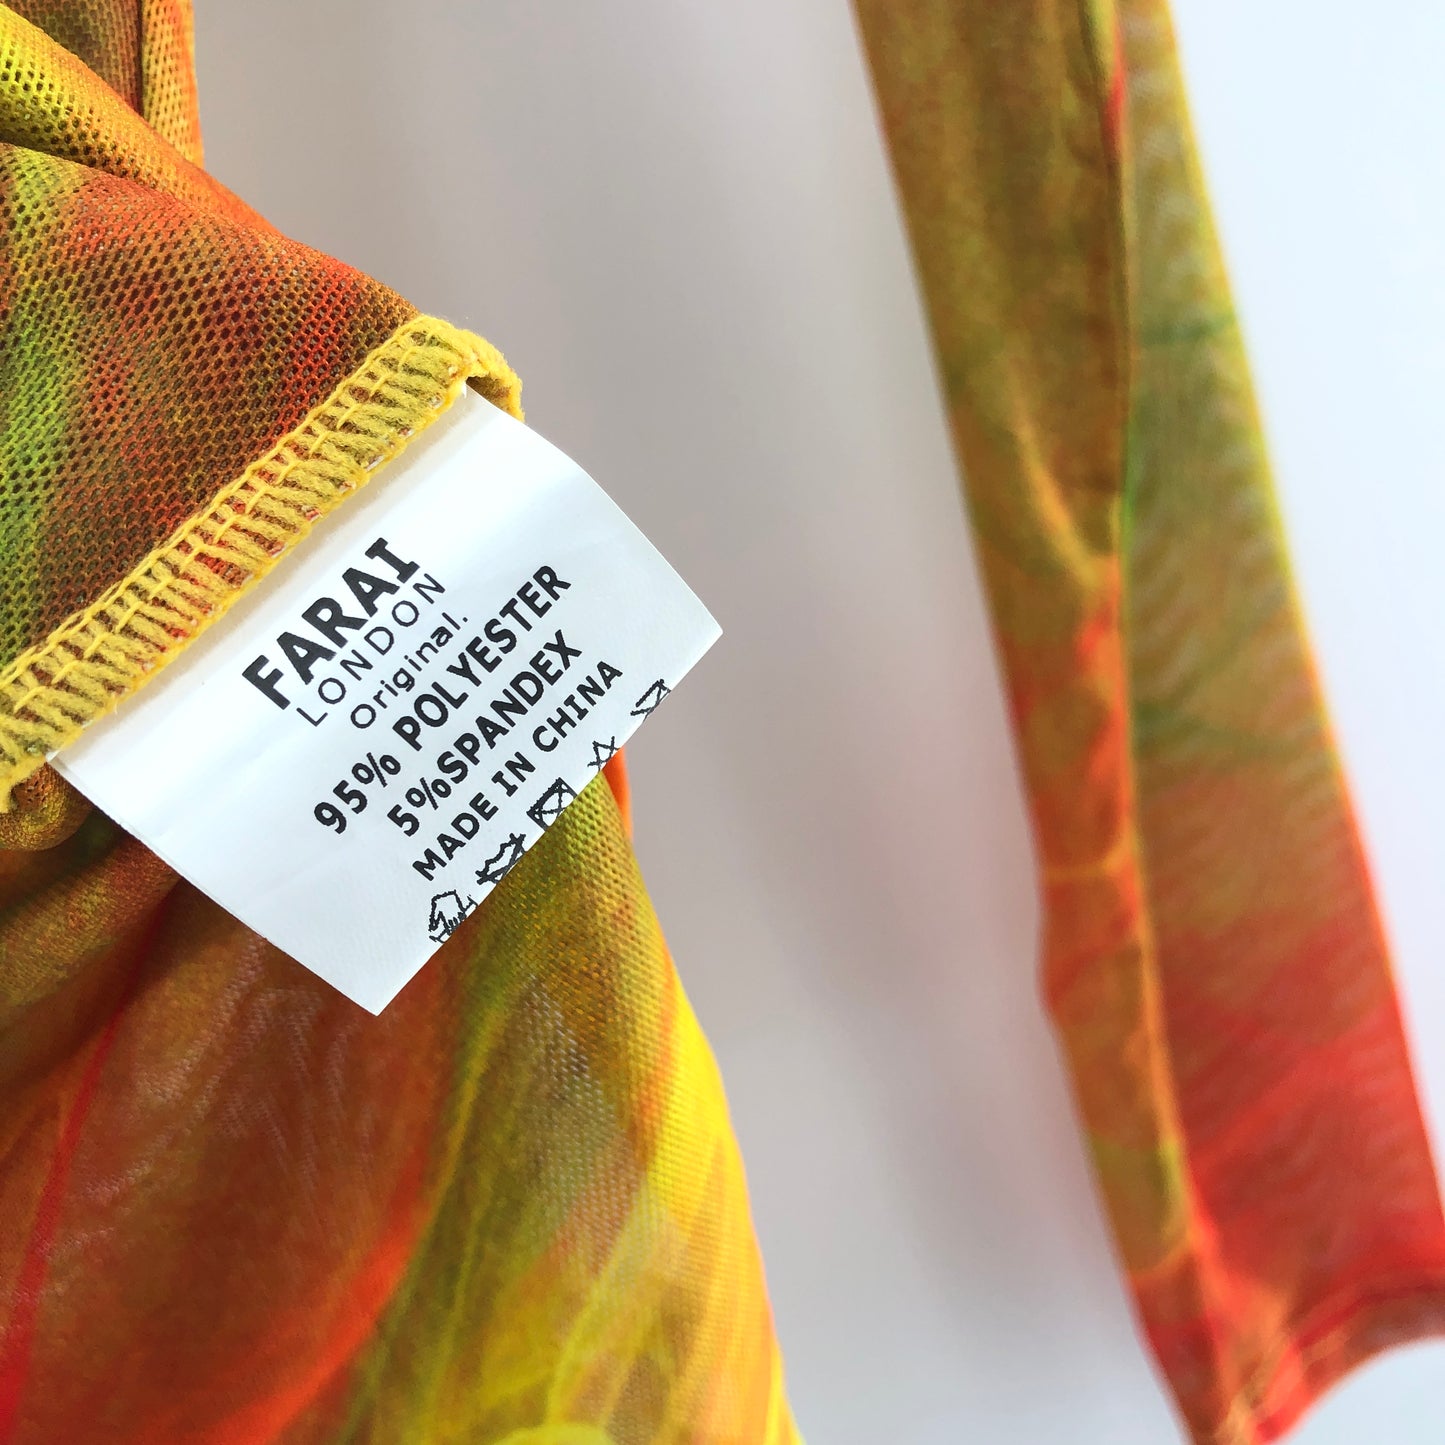 FARAI
LONDON
Original.
95% POLYESTER
5%SPANDEX
MADE IN CHINA